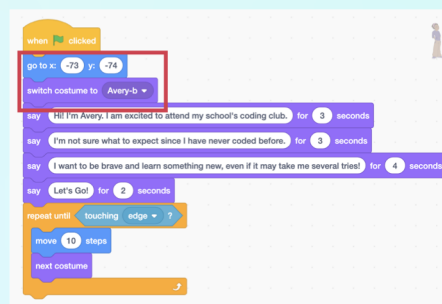 when clicked
go to x: -73 y: -74
switch costume to Avery-b
say Hi! I'm Avery. I am excited to attend my school's coding club. for 3 seconds
say I'm not sure what to expect since I have never coded before. for 3 seconds
say I want to be brave and learn something new, even if it may take me several tries! for 4 seconds
say Let's Go! for 2 seconds
repeat until touching edge ?
move 10 steps
next costume